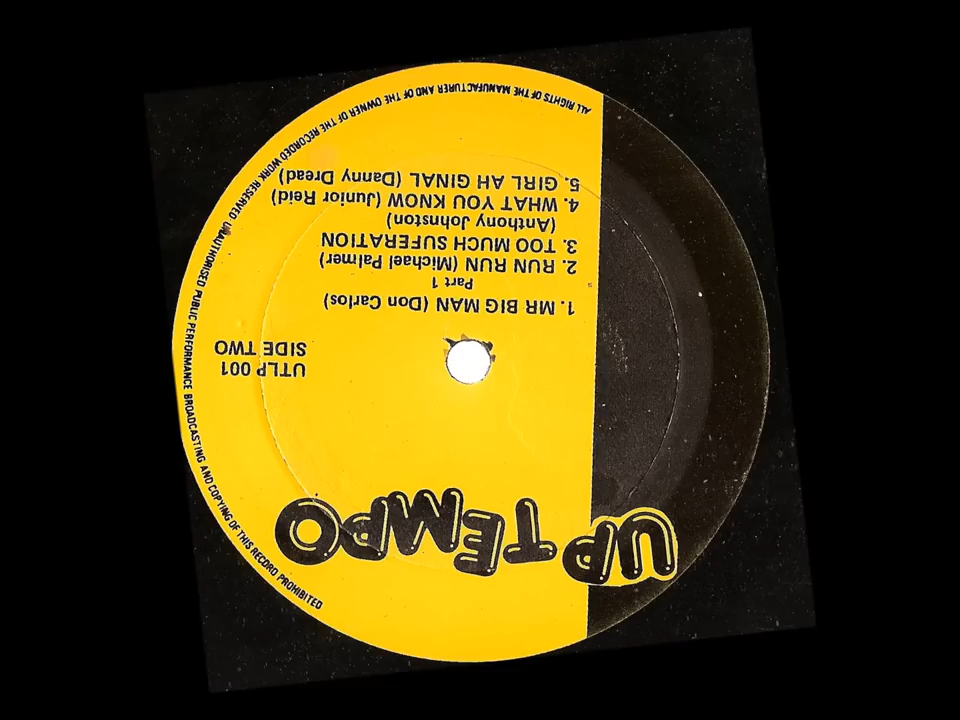 UP TEMPO
UTLP 001
SIDE TWO
1. MR BIG MAN (Don Carlos)
Part 1
2. RUN RUN (Michael Palmer)
3. TOO MUCH SUFERATION
(Anthony Johnston)
4. WHAT YOU KNOW (Junior Reid)
5. GIRL AH GINAL (Danny Dread)
ALL RIGHTS OF THE MANUFACTURER AND OF THE OWNER OF THE RECORDED WORK RESERVED UNAUTHORISED PUBLIC PERFORMANCE BROADCASTING AND COPYING OF THIS RECORD PROHIBITED